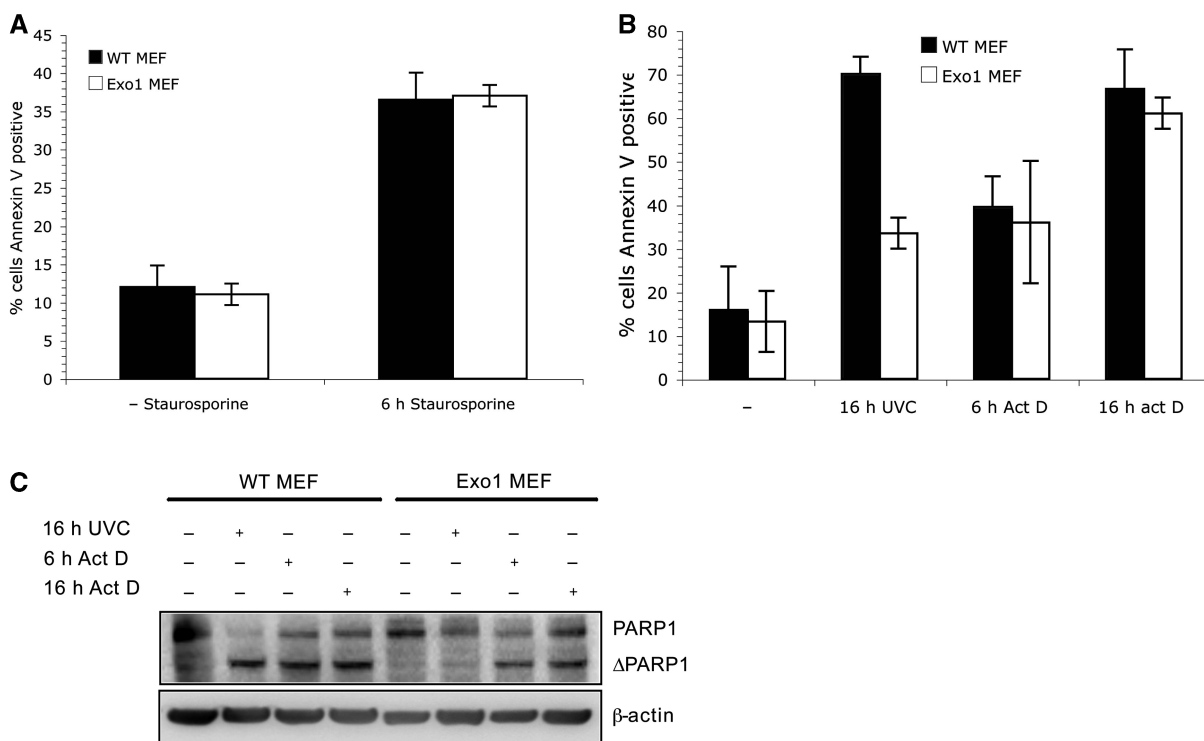 A
45
40
35
30
25
20
15
10
5
0
% cells Annexin V positive
WT MEF
Exo1 MEF
– Staurosporine
6 h Staurosporine
B
80
70
60
50
40
30
20
10
0
% cells Annexin V positive
WT MEF
Exo1 MEF
–
16 h UVC
6 h Act D
16 h act D
C
WT MEF
Exo1 MEF
16 h UVC – + – – – + – –
6 h Act D – – + – – – + –
16 h Act D – – – + – – – +
PARP1
ΔPARP1
β-actin